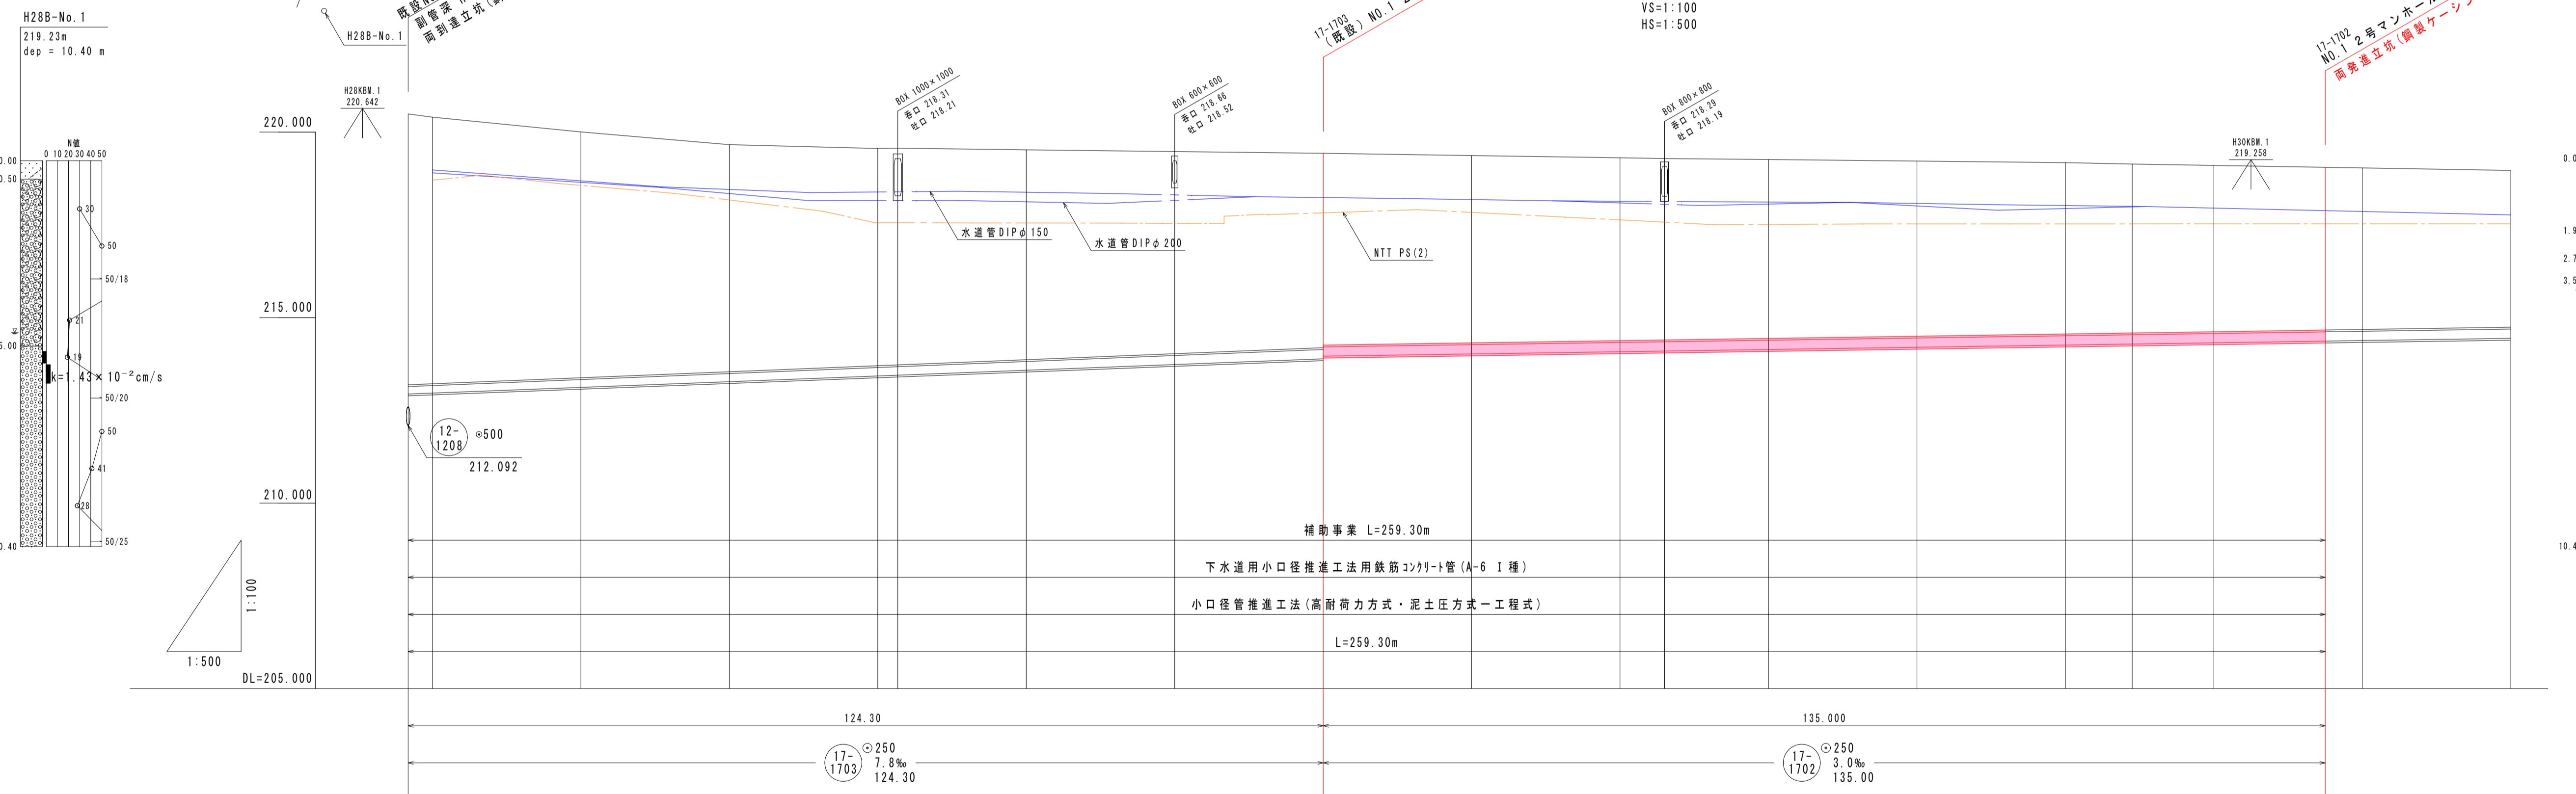 H28B-No.1
219.23m
dep = 10.40 m
N値
0 10 20 30 40 50
0.50
30
50
50/18
21
19
k=1.43×10⁻²cm/s
50/20
50
41
28
50/25
H28B-No.1
H28KBM.1
220.642
220.000
215.000
210.000
DL=205.000
1:100
1:500
BOX 1000×1000
呑口 218.31
吐口 218.21
BOX 600×600
呑口 218.66
吐口 218.52
17-1703
(既設) NO.1
VS=1:100
HS=1:500
BOX 800×800
呑口 218.29
吐口 218.19
17-1702
NO.1 2号マンホール
両発進立坑(鋼製ケーシン
H30KBM.1
219.258
水道管DIPφ150
水道管DIPφ200
NTT PS(2)
12-
1208
⊙500
212.092
補助事業 L=259.30m
下水道用小口径推進工法用鉄筋コンクリート管(A-6 Ⅰ種)
小口径管推進工法(高耐荷力方式・泥土圧方式一工程式)
L=259.30m
124.30
135.000
17-
1703
⊙250
7.8‰
124.30
17-
1702
⊙250
3.0‰
135.00